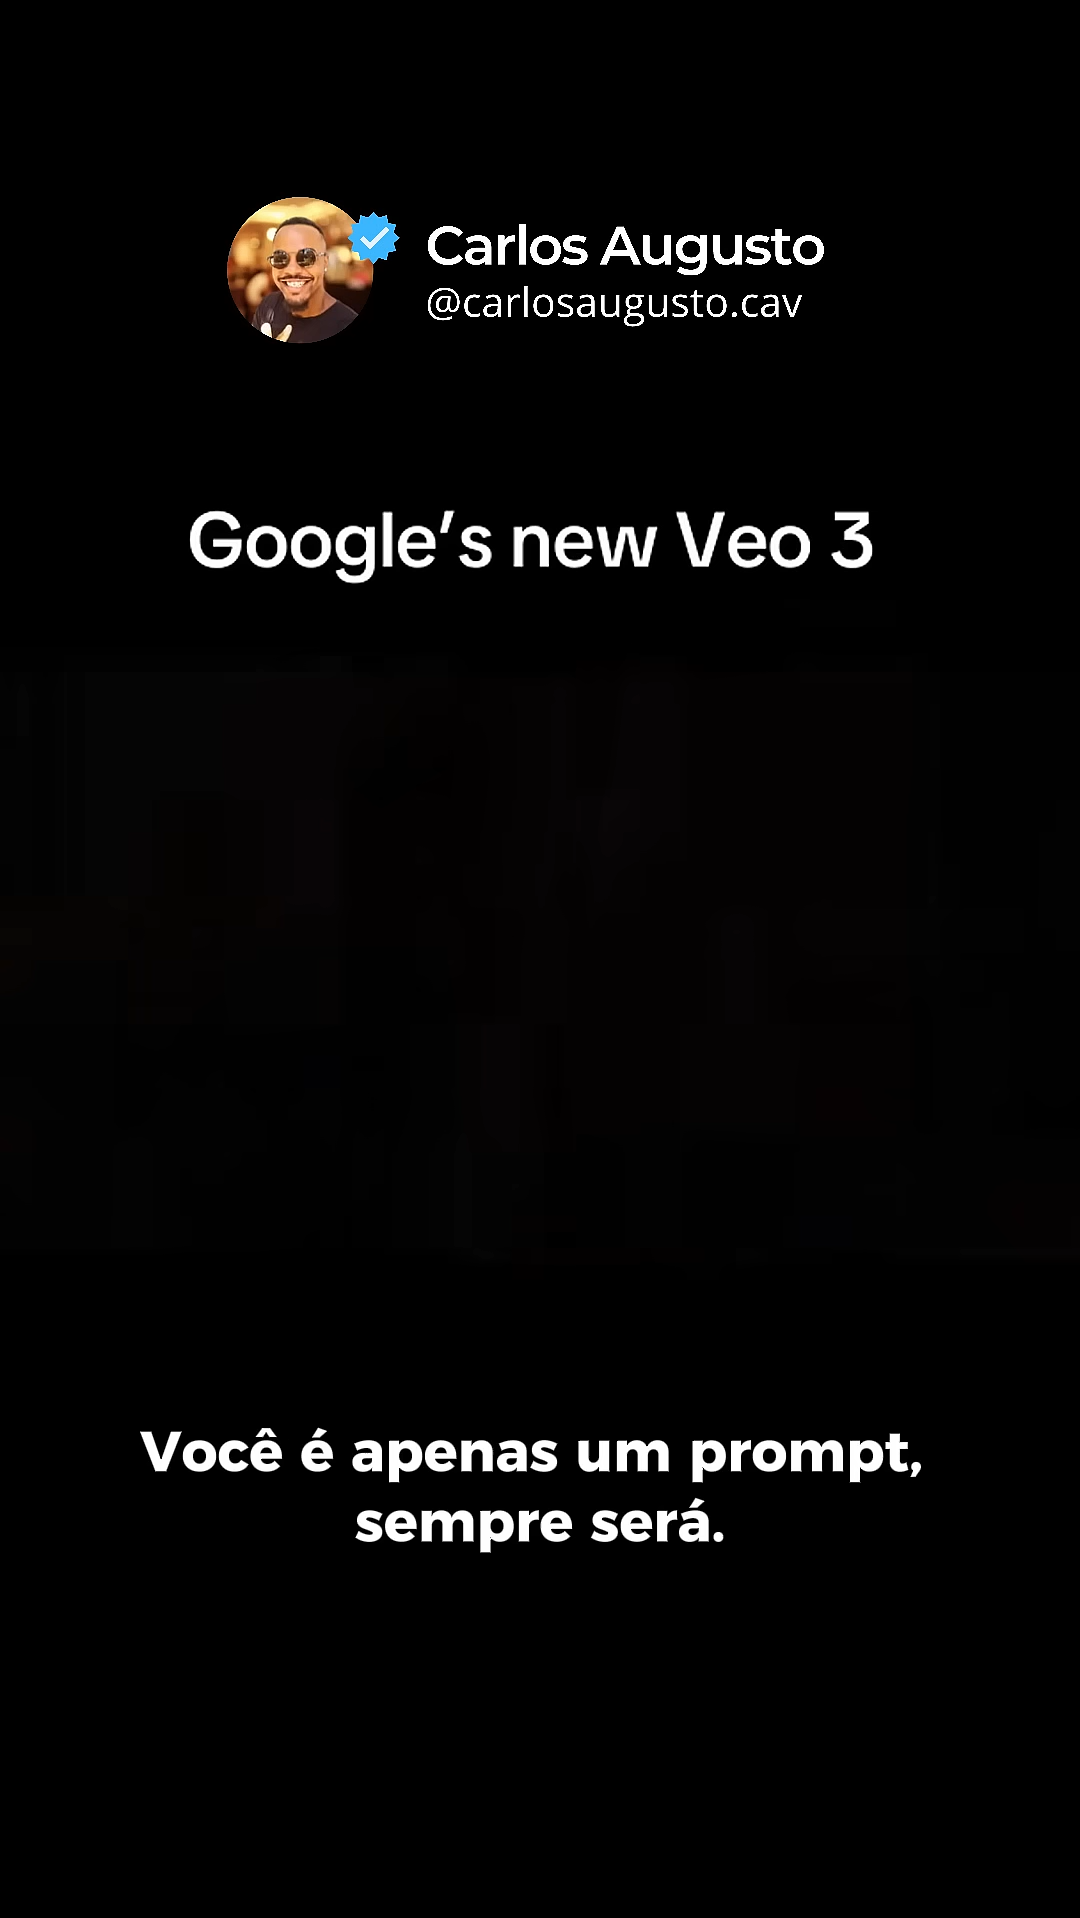 Carlos Augusto
@carlosaugusto.cav
Google’s new Veo 3
Você é apenas um prompt,
sempre será.